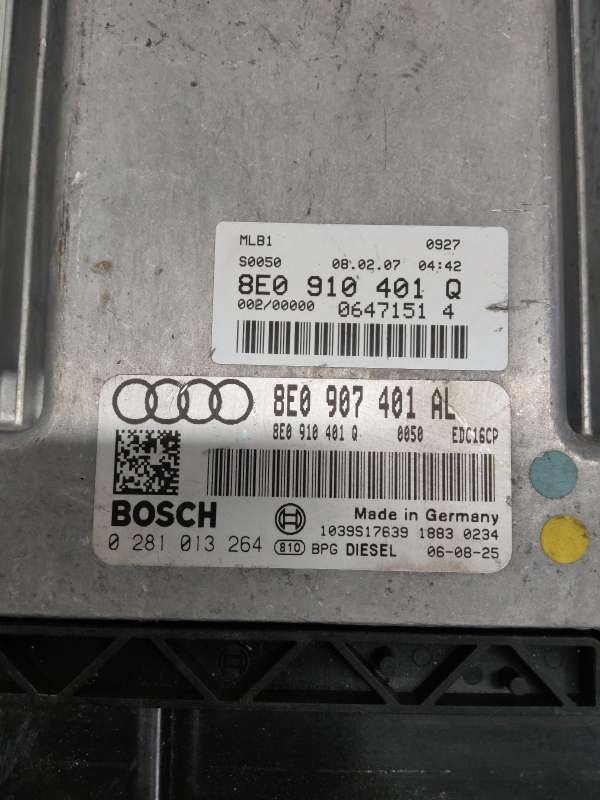 MLB1 0927
S0050 08.02.07 04:42
8E0 910 401 Q
002/00000 0647151 4
8E0 907 401 AL
8E0 910 401 Q 0050 EDC16CP
BOSCH Made in Germany
1039S17639 1883 0234
0 281 013 264 810 BPG DIESEL 06-08-25